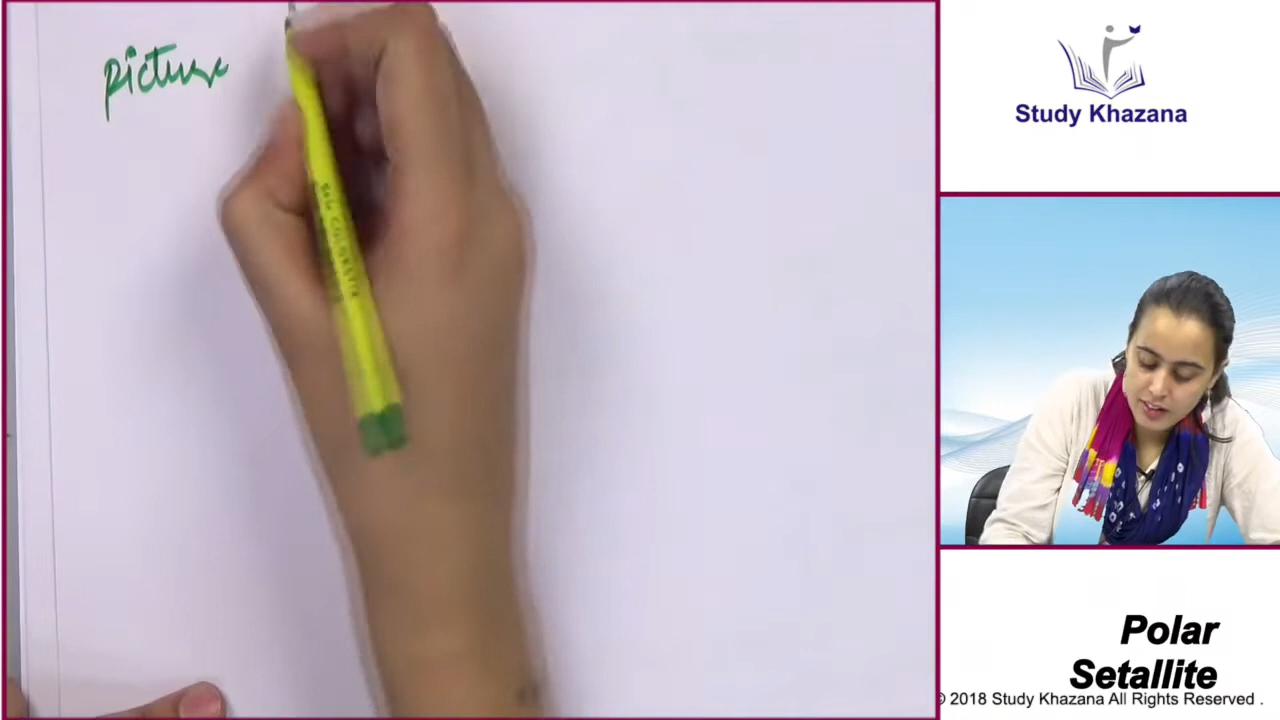 picture
Study Khazana
Polar
Setallite
© 2018 Study Khazana All Rights Reserved .